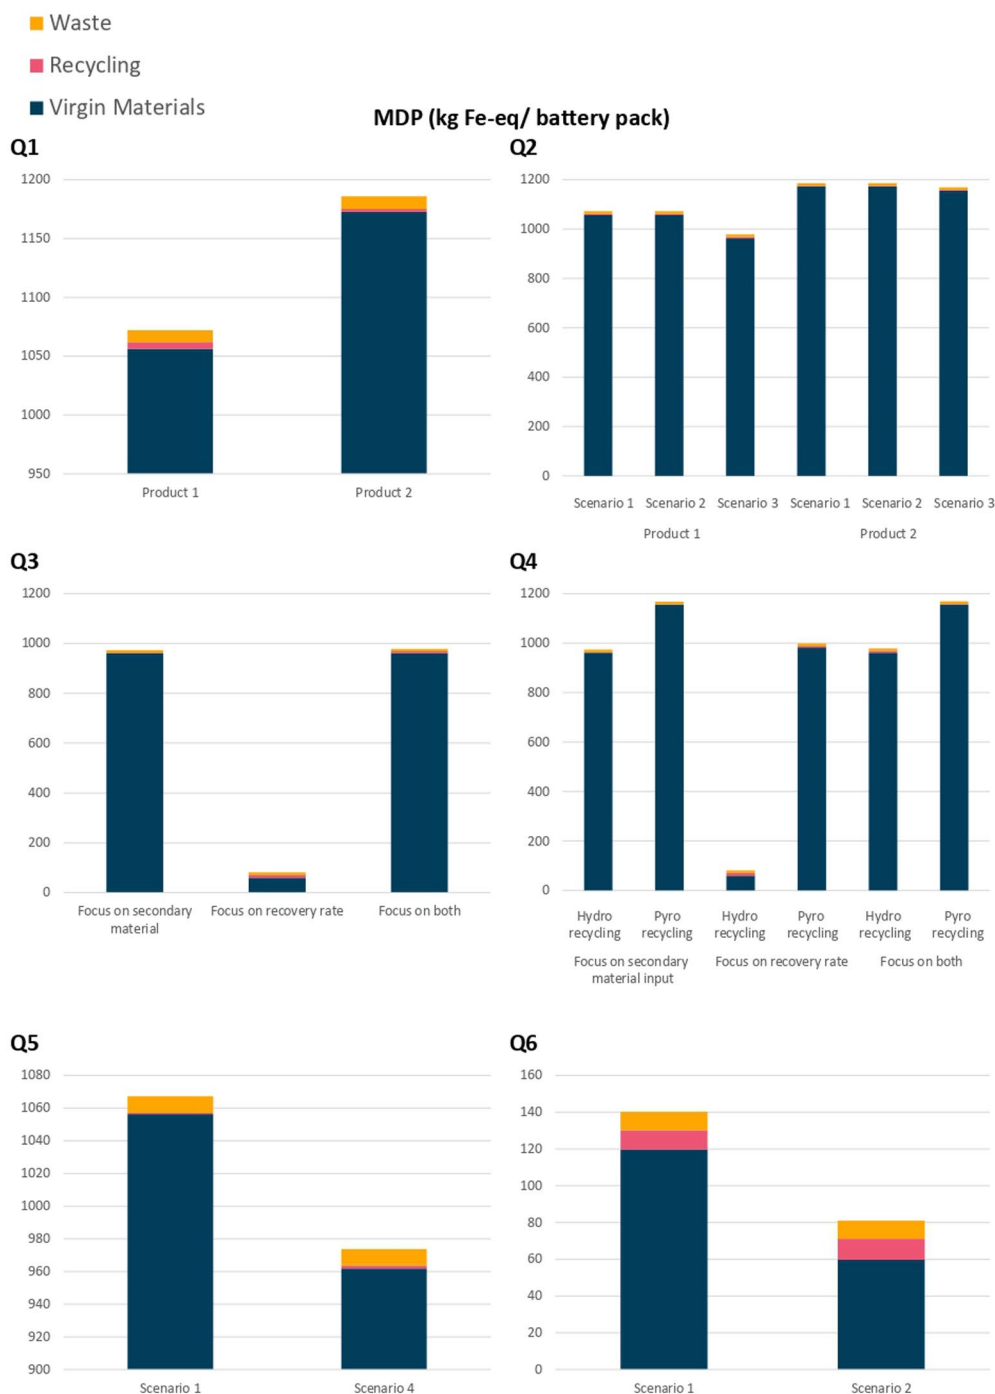 Waste
Recycling
Virgin Materials
MDP (kg Fe-eq/ battery pack)
Q1
1200
1150
1100
1050
1000
950
Product 1 Product 2
Q2
1200
1000
800
600
400
200
0
Scenario 1 Scenario 2 Scenario 3 Scenario 1 Scenario 2 Scenario 3
Product 1 Product 2
Q3
1200
1000
800
600
400
200
0
Focus on secondary Focus on recovery rate Focus on both
material
Q4
1200
1000
800
600
400
200
0
Hydro Pyro Hydro Pyro Hydro Pyro
recycling recycling recycling recycling recycling recycling
Focus on secondary Focus on recovery rate Focus on both
material input
Q5
1080
1060
1040
1020
1000
980
960
940
920
900
Scenario 1 Scenario 4
Q6
160
140
120
100
80
60
40
20
0
Scenario 1 Scenario 2